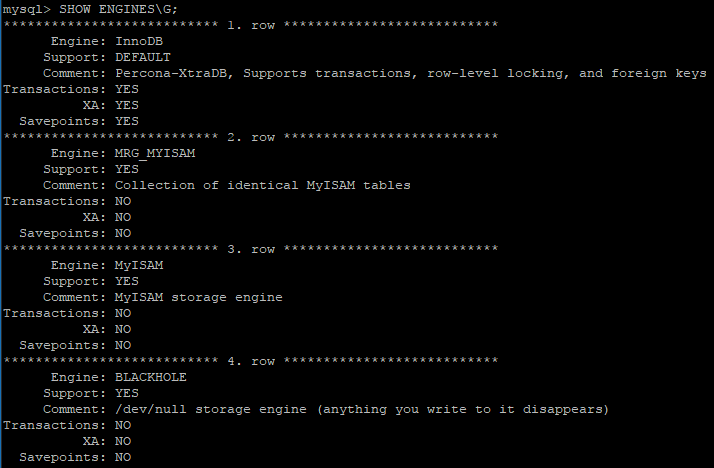 mysql> SHOW ENGINES\G;
*************************** 1. row ***************************
      Engine: InnoDB
     Support: DEFAULT
     Comment: Percona-XtraDB, Supports transactions, row-level locking, and foreign keys
Transactions: YES
          XA: YES
  Savepoints: YES
*************************** 2. row ***************************
      Engine: MRG_MYISAM
     Support: YES
     Comment: Collection of identical MyISAM tables
Transactions: NO
          XA: NO
  Savepoints: NO
*************************** 3. row ***************************
      Engine: MyISAM
     Support: YES
     Comment: MyISAM storage engine
Transactions: NO
          XA: NO
  Savepoints: NO
*************************** 4. row ***************************
      Engine: BLACKHOLE
     Support: YES
     Comment: /dev/null storage engine (anything you write to it disappears)
Transactions: NO
          XA: NO
  Savepoints: NO